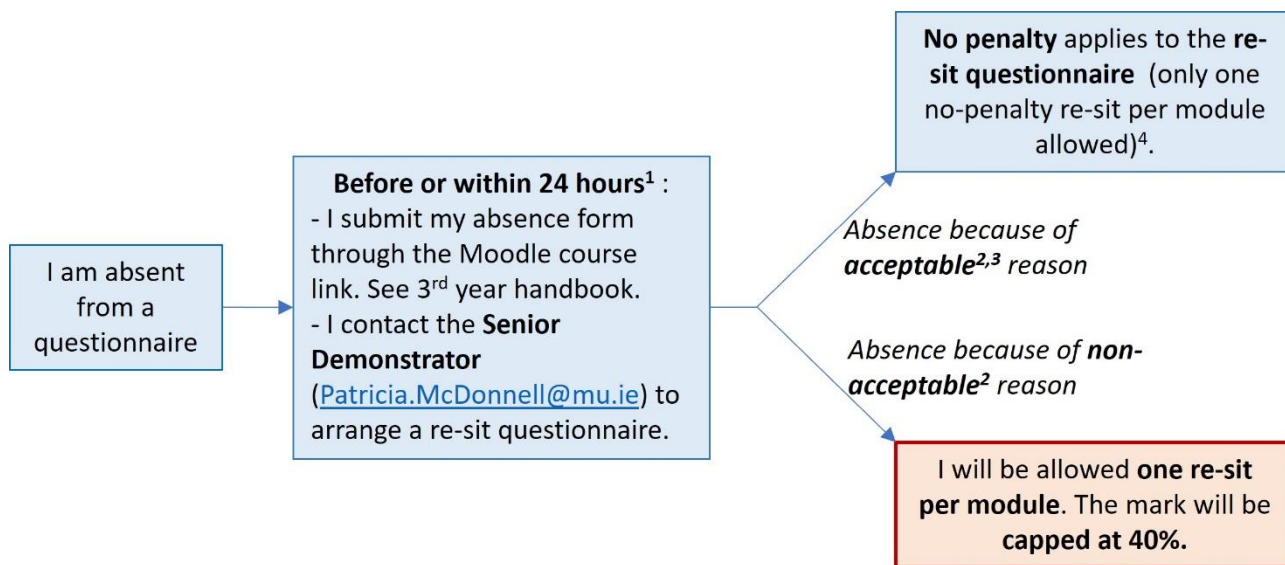 I am absent
from a
questionnaire
Before or within 24 hours¹ :
- I submit my absence form
through the Moodle course
link. See 3ʳᵈ year handbook.
- I contact the Senior
Demonstrator
(Patricia.McDonnell@mu.ie) to
arrange a re-sit questionnaire.
No penalty applies to the re-
sit questionnaire (only one
no-penalty re-sit per module
allowed)⁴.
Absence because of
acceptable²,³ reason
Absence because of non-
acceptable² reason
I will be allowed one re-sit
per module. The mark will be
capped at 40%.